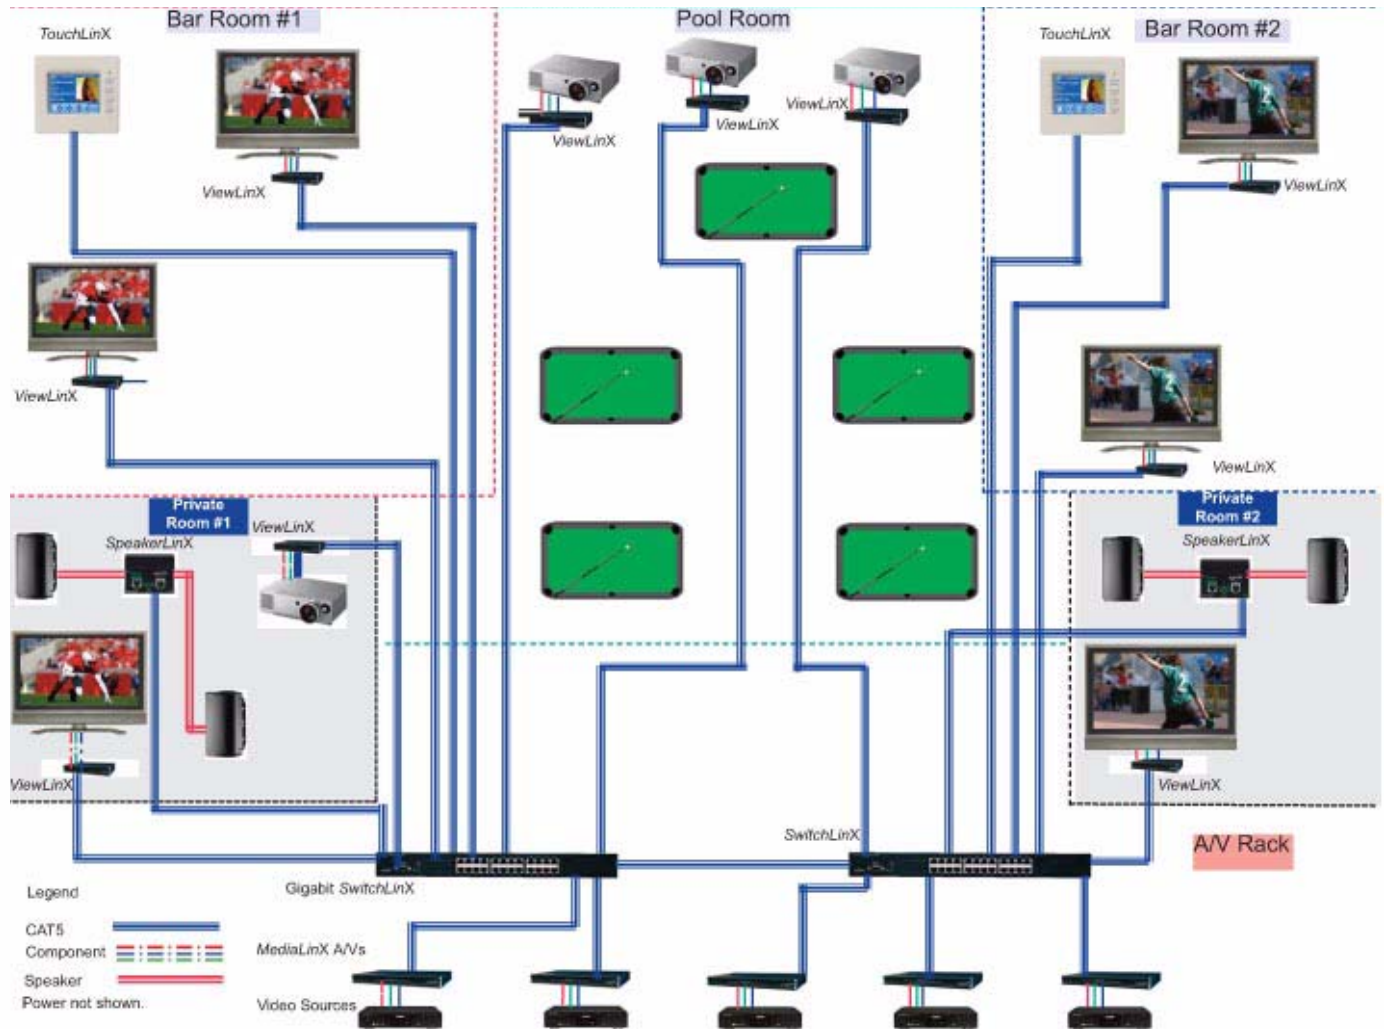 Bar Room #1
Pool Room
Bar Room #2
TouchLinX
TouchLinX
ViewLinX
ViewLinX
ViewLinX
ViewLinX
ViewLinX
ViewLinX
ViewLinX
Private
Room #1
ViewLinX
SpeakerLinX
Private
Room #2
SpeakerLinX
ViewLinX
ViewLinX
SwitchLinX
A/V Rack
Gigabit SwitchLinX
Legend
CAT5
Component
Speaker
Power not shown.
MediaLinX A/Vs
Video Sources